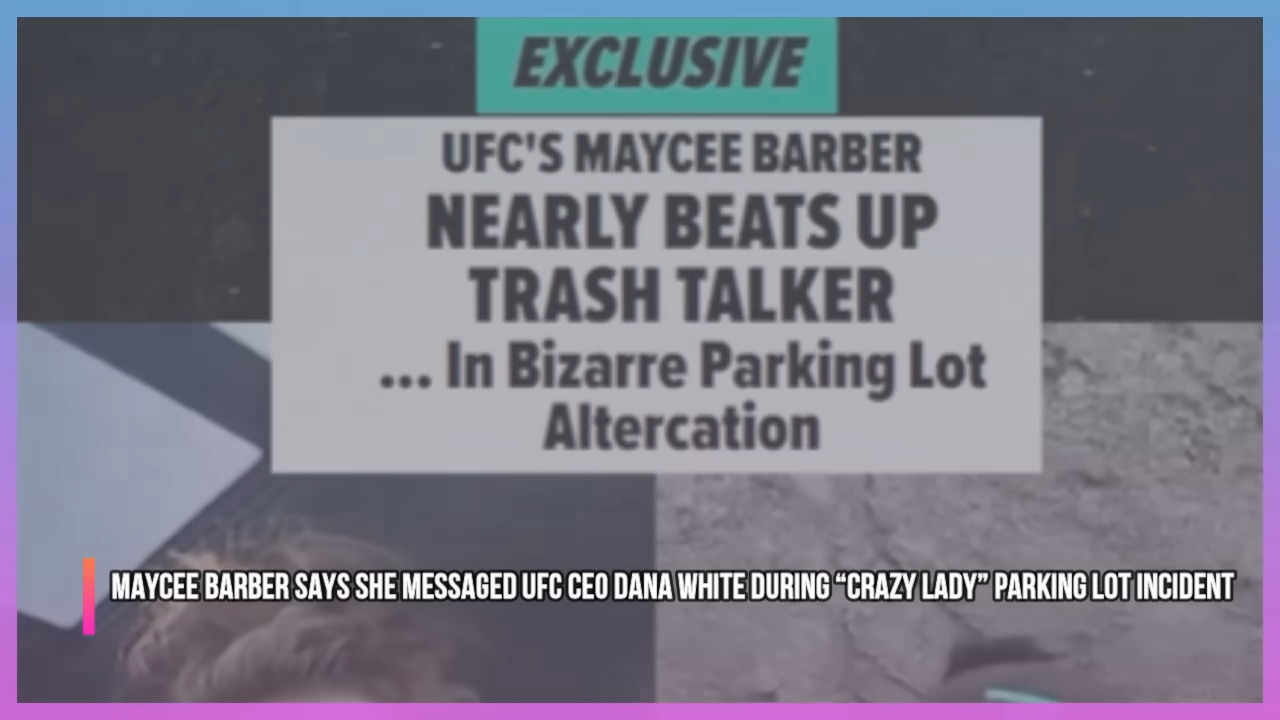 EXCLUSIVE
UFC'S MAYCEE BARBER
NEARLY BEATS UP
TRASH TALKER
... In Bizarre Parking Lot
Altercation
MAYCEE BARBER SAYS SHE MESSAGED UFC CEO DANA WHITE DURING “CRAZY LADY” PARKING LOT INCIDENT